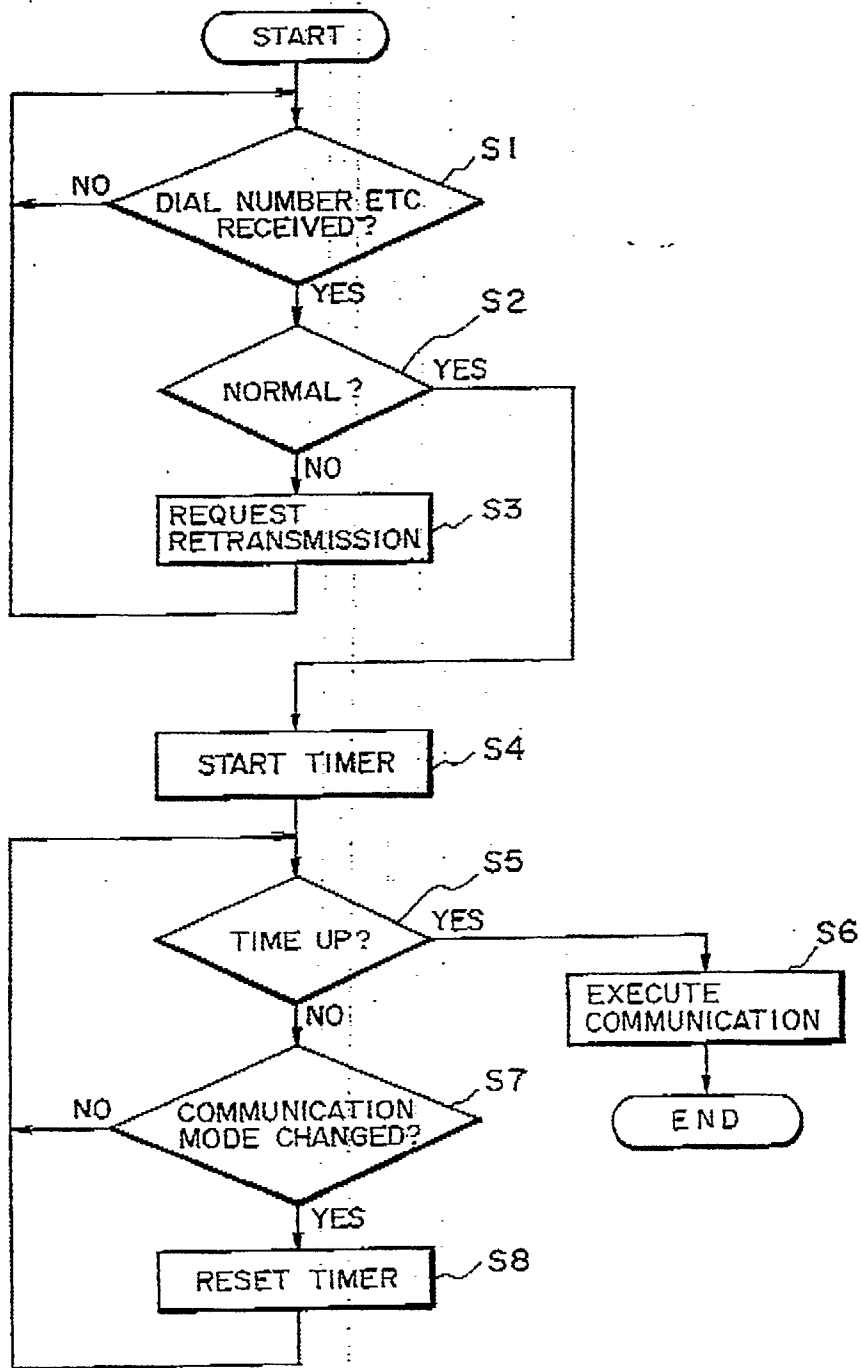 START
S1
NO
DIAL NUMBER ETC
RECEIVED?
YES
S2
YES
NORMAL?
NO
S3
REQUEST
RETRANSMISSION
S4
START TIMER
S5
YES
TIME UP?
S6
EXECUTE
COMMUNICATION
NO
S7
NO
COMMUNICATION
MODE CHANGED?
END
YES
S8
RESET TIMER